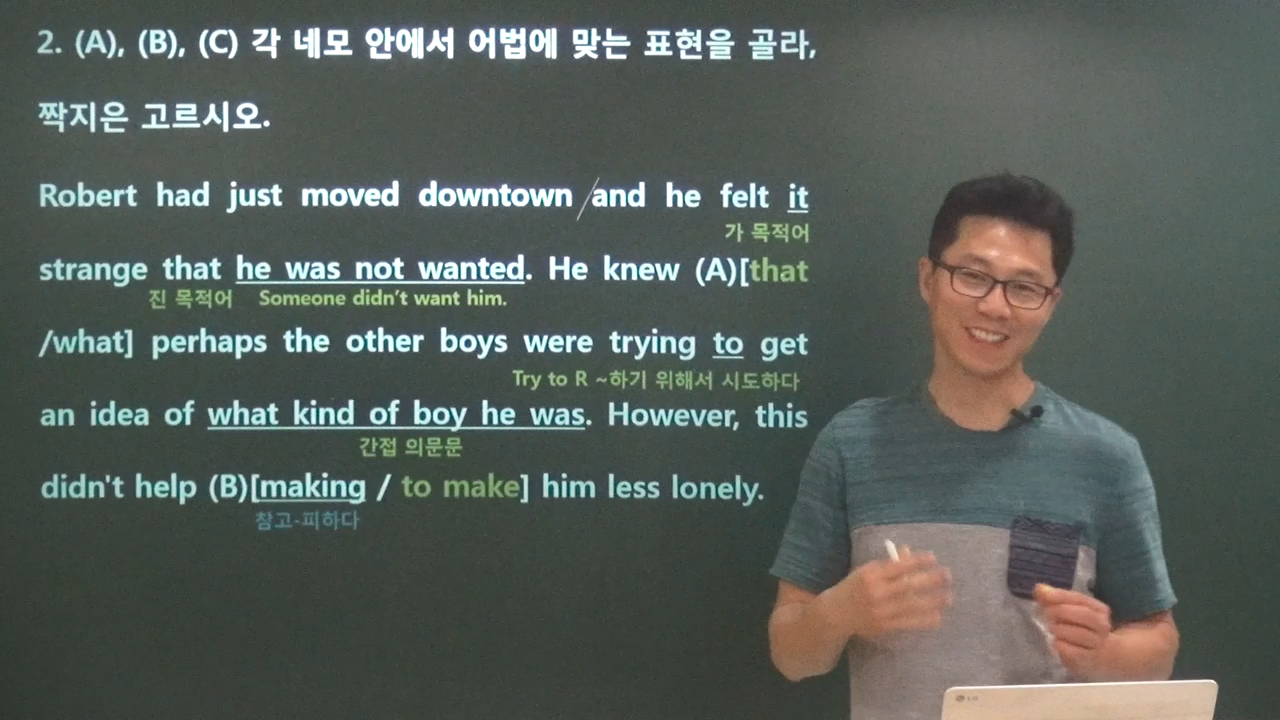 2. (A), (B), (C) 각 네모 안에서 어법에 맞는 표현을 골라,
짝지은 고르시오.
Robert had just moved downtown / and he felt it
가 목적어
strange that he was not wanted. He knew (A)[that
진 목적어 Someone didn't want him.
/what] perhaps the other boys were trying to get
Try to R ~하기 위해서 시도하다
an idea of what kind of boy he was. However, this
간접 의문문
didn't help (B)[making / to make] him less lonely.
참고-피하다
LG